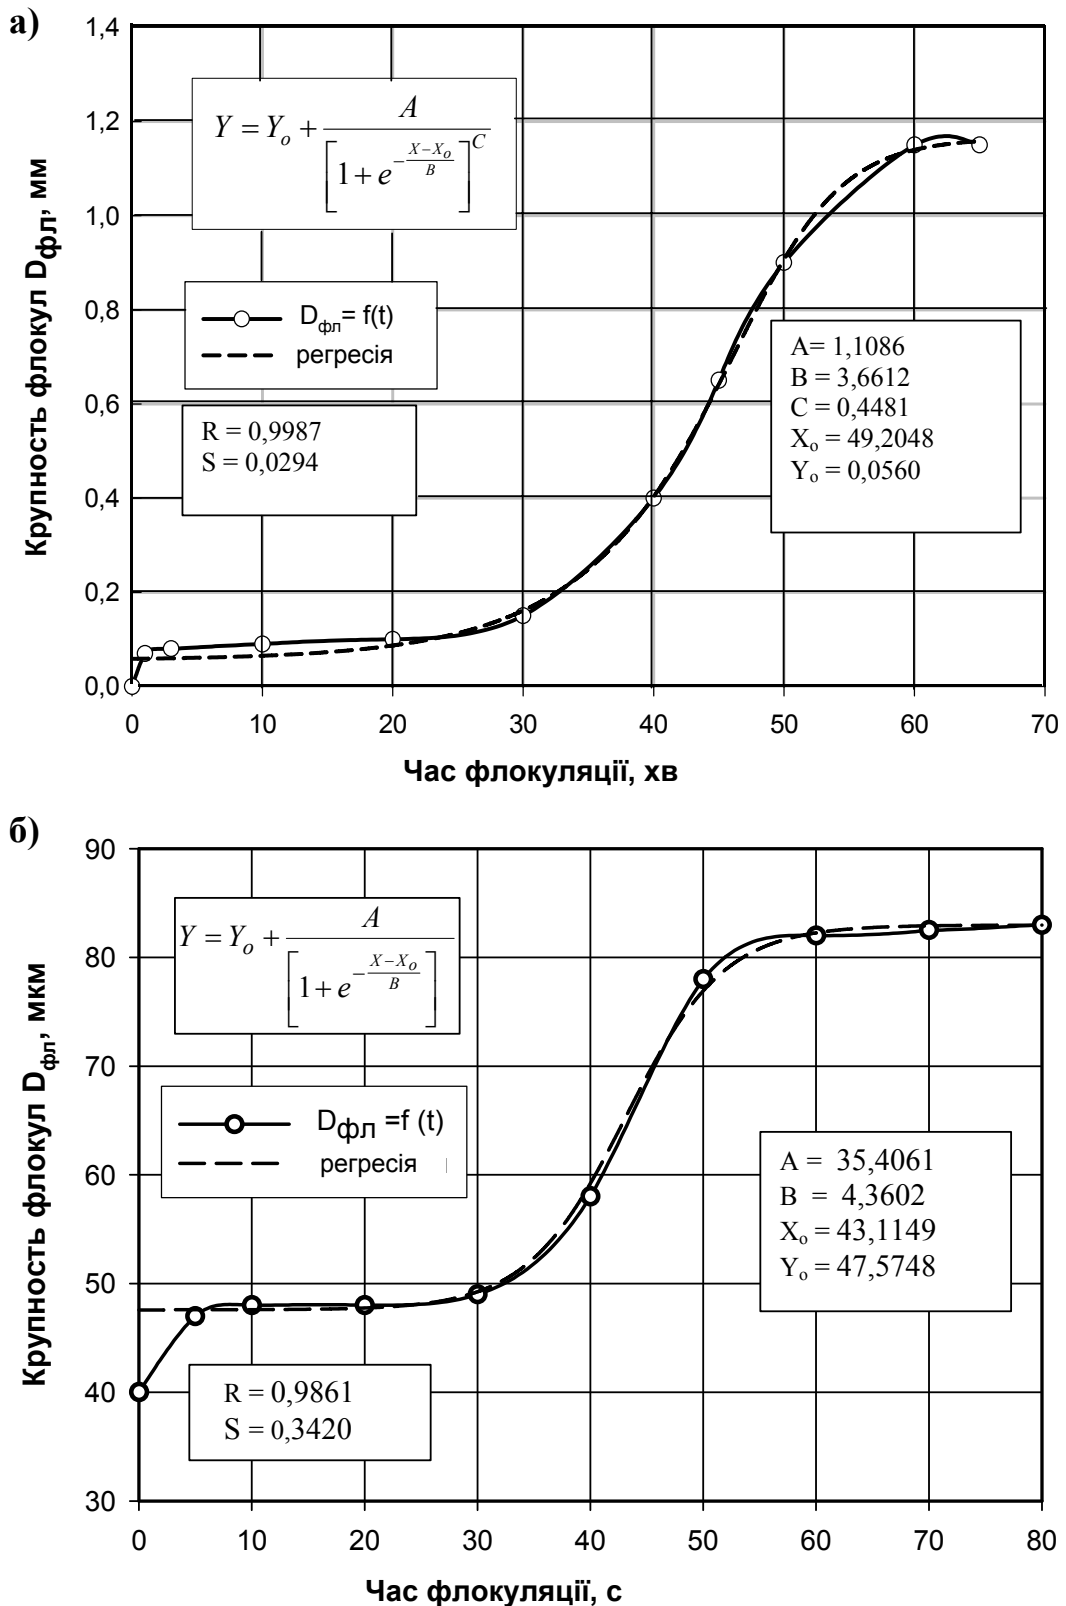 а)
1,4
1,2
1,0
0,8
0,6
0,4
0,2
0,0
Крупность флокул Dфл, мм
Y = Yo + A / [1 + e^(-(X-Xo)/B)]^C
Dфл= f(t)
регресія
R = 0,9987
S = 0,0294
A= 1,1086
B = 3,6612
C = 0,4481
Xo = 49,2048
Yo = 0,0560
0 10 20 30 40 50 60 70
Час флокуляції, хв
б)
90
80
70
60
50
40
30
Крупность флокул Dфл, мкм
Y = Yo + A / [1 + e^(-(X-Xo)/B)]
Dфл =f (t)
регресія
A = 35,4061
B = 4,3602
Xo = 43,1149
Yo = 47,5748
R = 0,9861
S = 0,3420
0 10 20 30 40 50 60 70 80
Час флокуляції, с